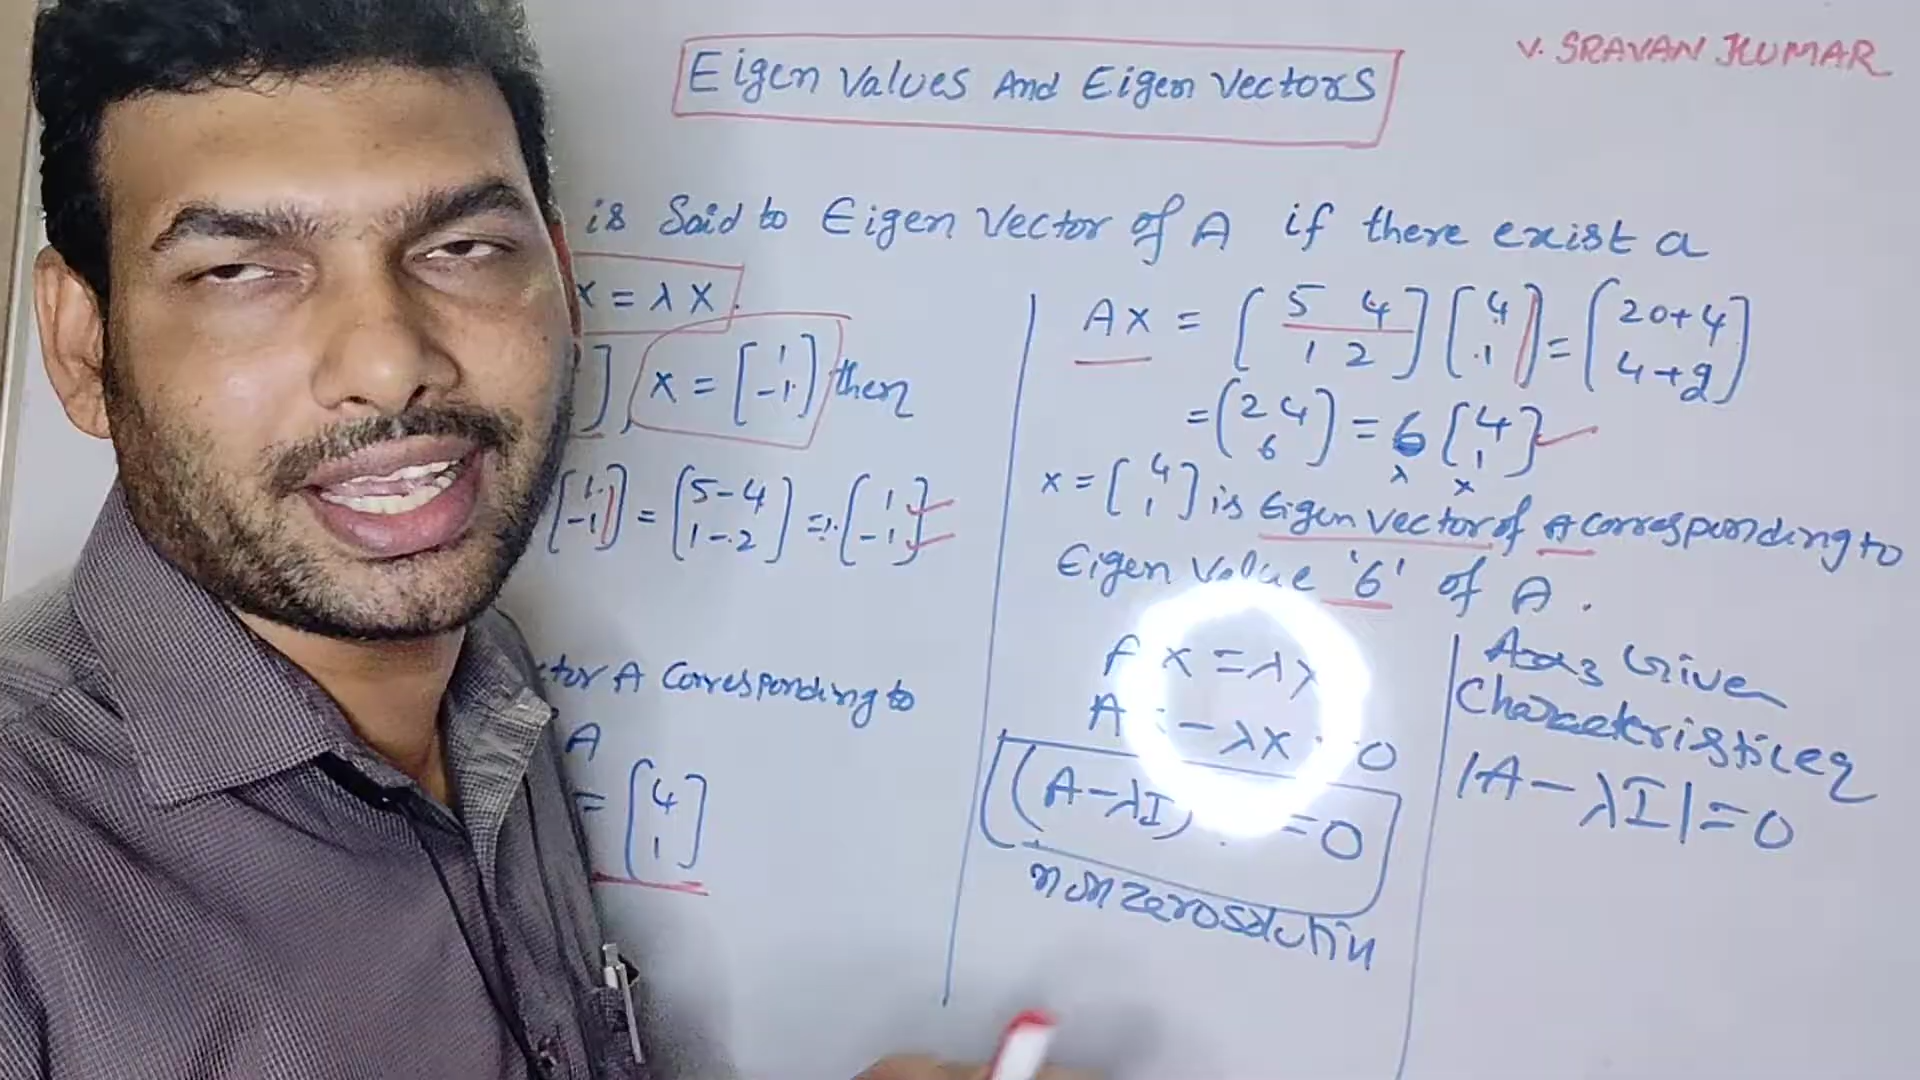 V. SRAVAN KUMAR
Eigen Values And Eigen Vectors
is Said to Eigen Vector of A if there exist a
X = λ X.
], X = [1 -1] then
[1 -1] = [5-4 1-2] = 1. [1 -1]
ctor A Corresponding to
A
= [4 1]
AX = [5 4 1 2] [4 1] = [20+4 4+2]
= [24 6] = 6 [4 1]
λ x
x = [4 1] is Eigen Vector of A Corresponding to
Eigen Value '6' of A.
A X = λ X
A - λX 0
(A-λI) = 0
non zero solution
Given
Characteristic eq
|A - λI| = 0